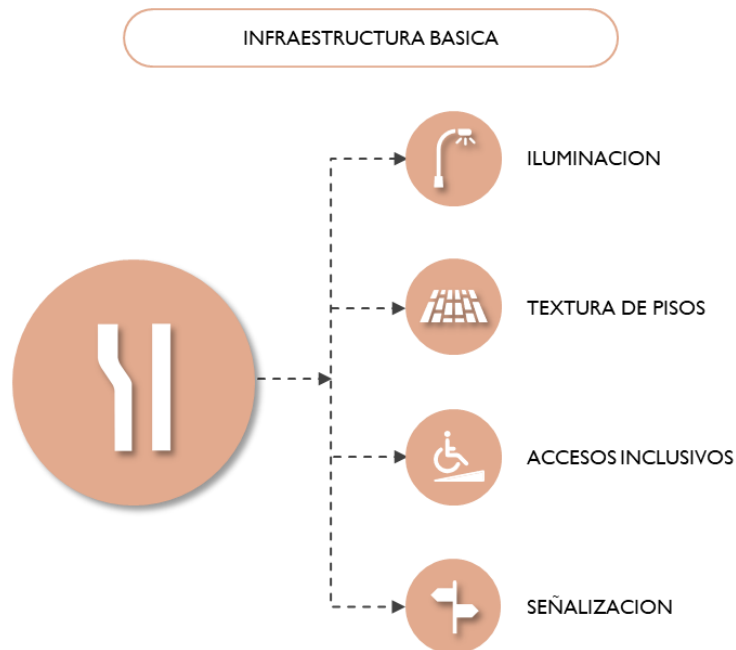 INFRAESTRUCTURA BASICA
ILUMINACION
TEXTURA DE PISOS
ACCESOS INCLUSIVOS
SEÑALIZACION